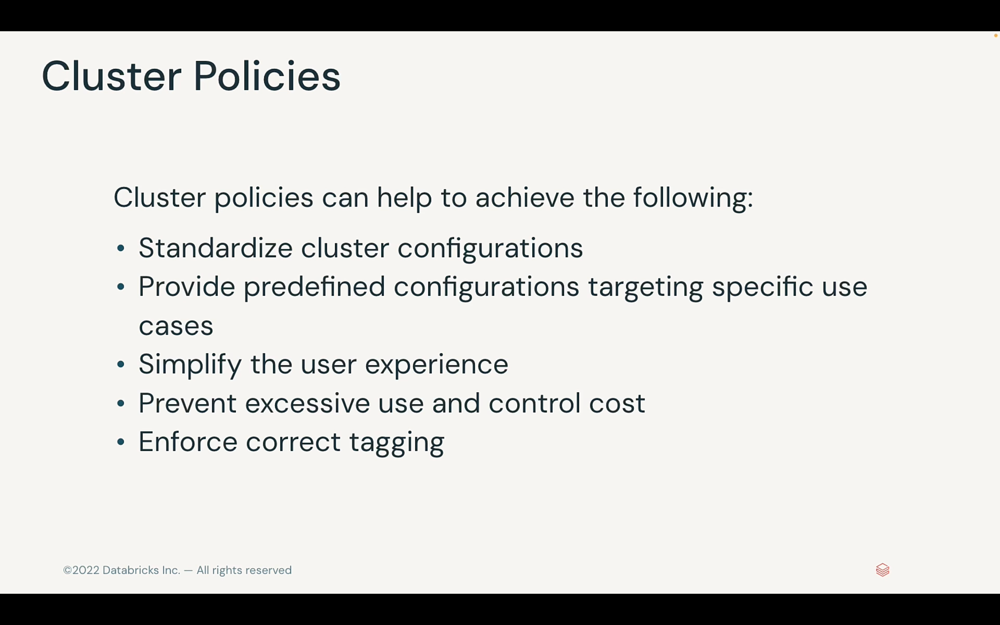 Cluster Policies
Cluster policies can help to achieve the following:
• Standardize cluster configurations
• Provide predefined configurations targeting specific use
cases
• Simplify the user experience
• Prevent excessive use and control cost
• Enforce correct tagging
©2022 Databricks Inc. — All rights reserved